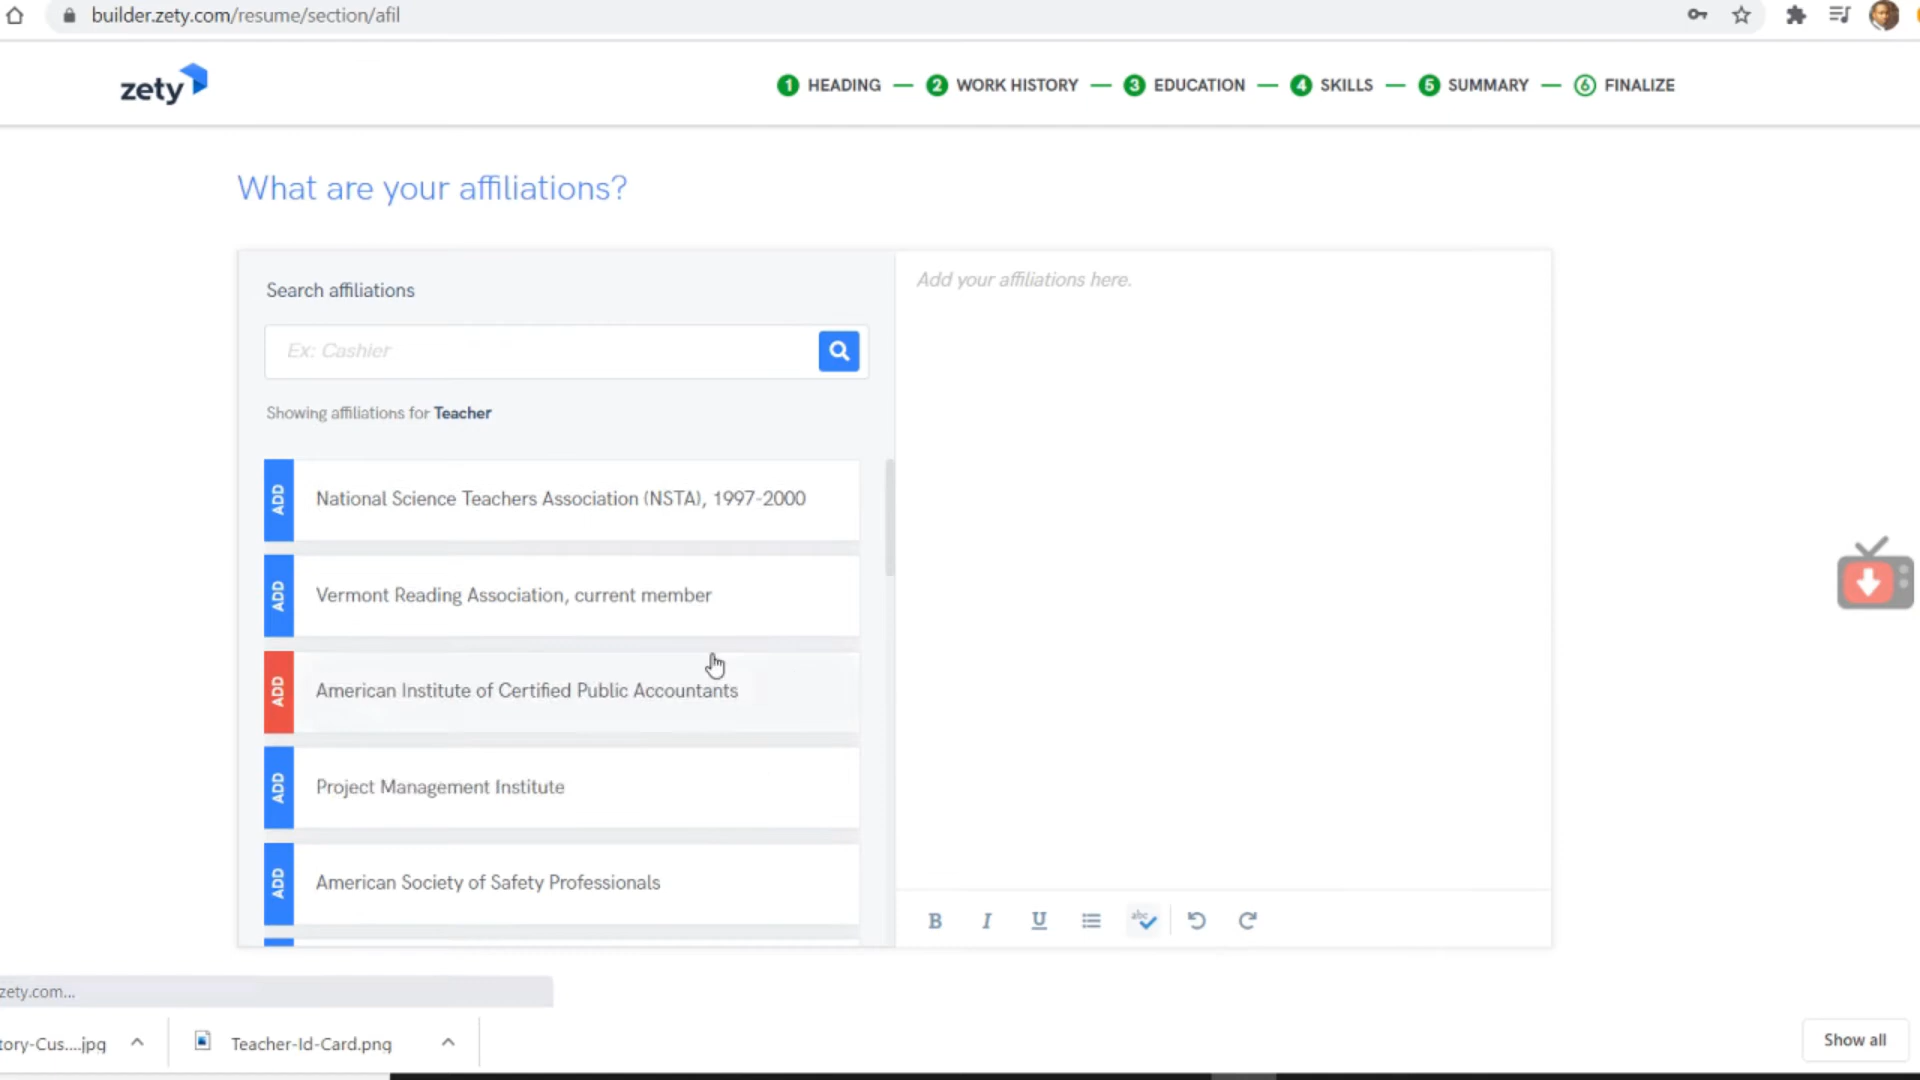 builder.zety.com/resume/section/afil
zety
1 HEADING — 2 WORK HISTORY — 3 EDUCATION — 4 SKILLS — 5 SUMMARY — 6 FINALIZE
What are your affiliations?
Search affiliations
Ex: Cashier
Showing affiliations for Teacher
ADD National Science Teachers Association (NSTA), 1997-2000
ADD Vermont Reading Association, current member
ADD American Institute of Certified Public Accountants
ADD Project Management Institute
ADD American Society of Safety Professionals
Add your affiliations here.
B I U abc
zety.com...
tory-Cus....jpg
Teacher-Id-Card.png
Show all